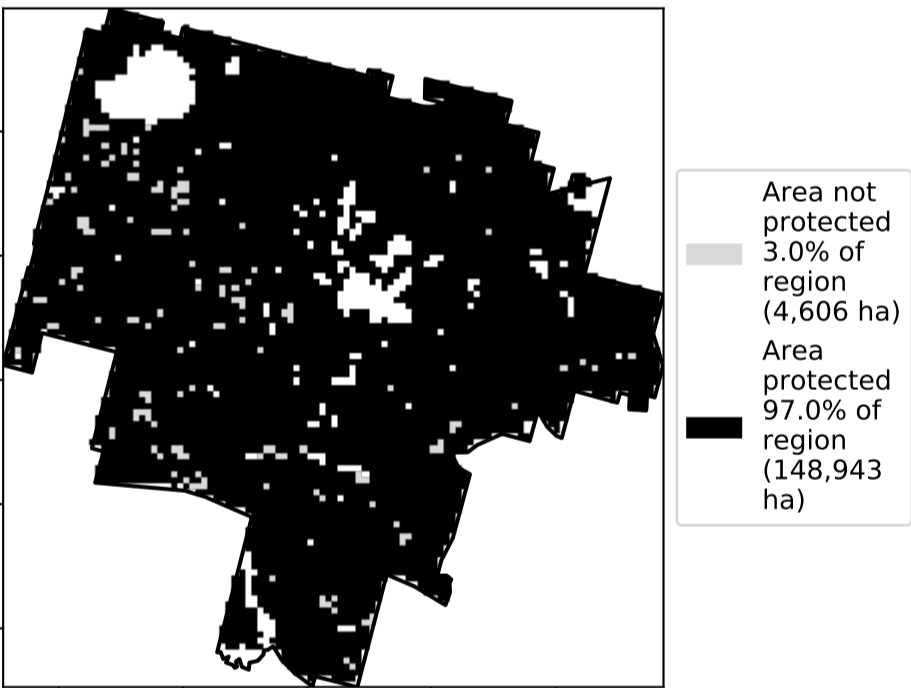 Area not
protected
3.0% of
region
(4,606 ha)
Area
protected
97.0% of
region
(148,943
ha)